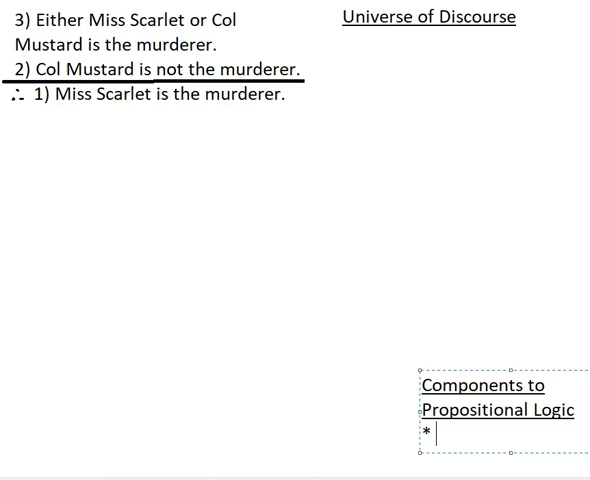 3) Either Miss Scarlet or Col
Mustard is the murderer.
2) Col Mustard is not the murderer.
∴ 1) Miss Scarlet is the murderer.
Universe of Discourse
Components to
Propositional Logic
*